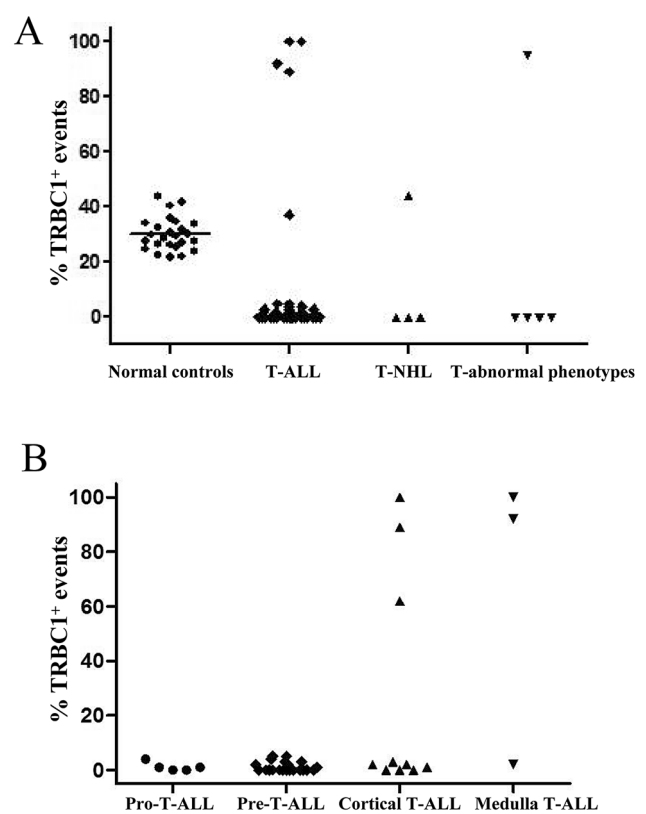 A
% TRBC1+ events
100
80
60
40
20
0
Normal controls T-ALL T-NHL T-abnormal phenotypes
B
% TRBC1+ events
100
80
60
40
20
0
Pro-T-ALL Pre-T-ALL Cortical T-ALL Medulla T-ALL